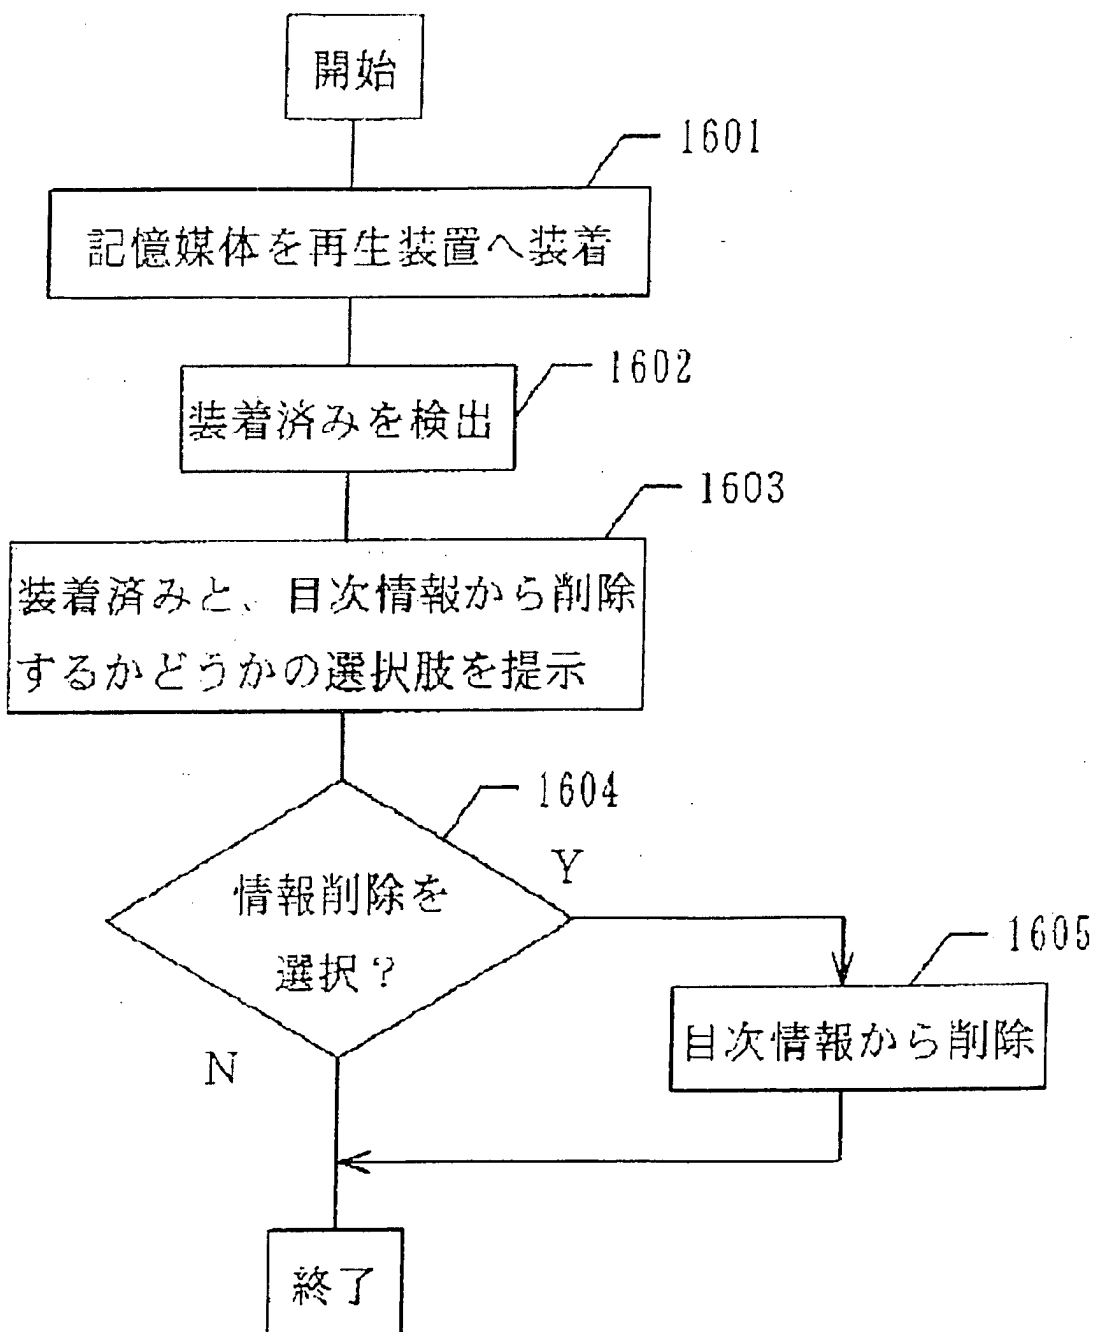 開始
1601
記憶媒体を再生装置へ装着
1602
装着済みを検出
1603
装着済みと、目次情報から削除
するかどうかの選択肢を提示
1604
Y
情報削除を
選択?
1605
目次情報から削除
N
終了